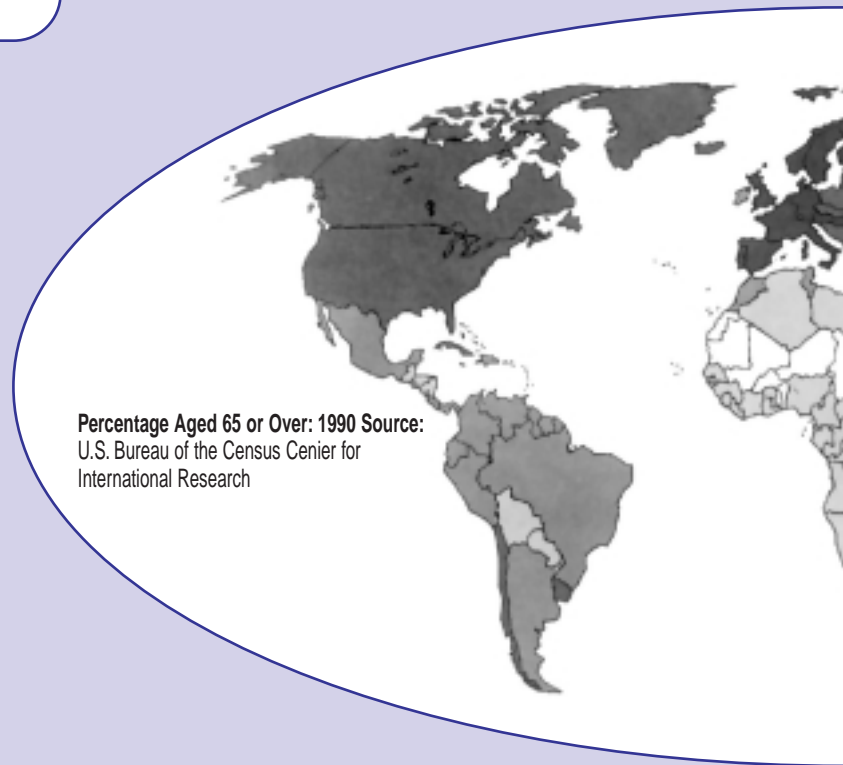 Percentage Aged 65 or Over: 1990 Source:
U.S. Bureau of the Census Cenier for
International Research